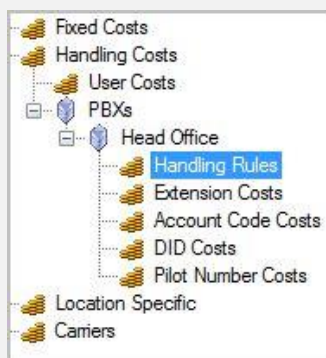 Fixed Costs
Handling Costs
User Costs
PBXs
Head Office
Handling Rules
Extension Costs
Account Code Costs
DID Costs
Pilot Number Costs
Location Specific
Carriers